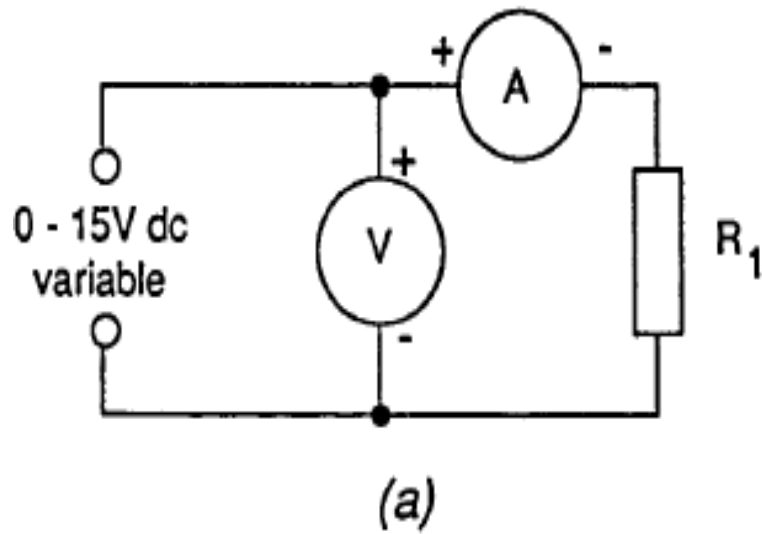 + A -
+
0 - 15V dc
variable
V
R1
-
(a)